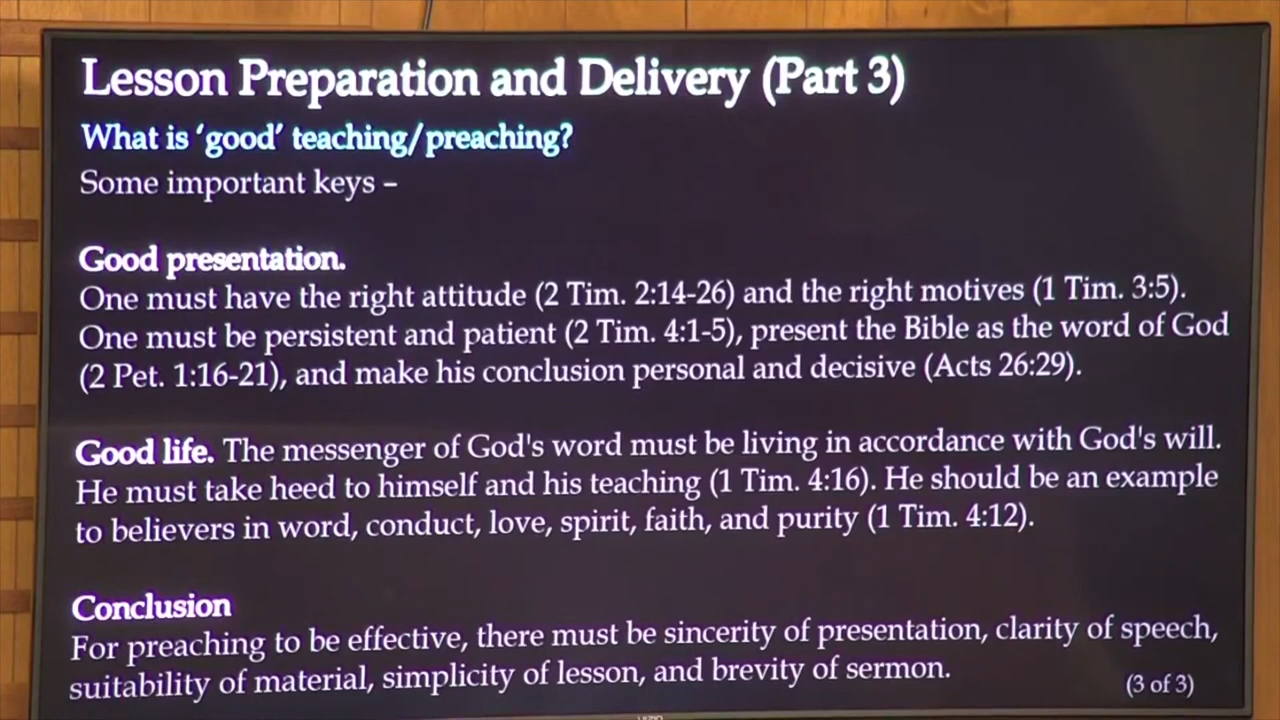 Lesson Preparation and Delivery (Part 3)
What is ‘good’ teaching/preaching?
Some important keys –
Good presentation.
One must have the right attitude (2 Tim. 2:14-26) and the right motives (1 Tim. 3:5).
One must be persistent and patient (2 Tim. 4:1-5), present the Bible as the word of God
(2 Pet. 1:16-21), and make his conclusion personal and decisive (Acts 26:29).
Good life. The messenger of God's word must be living in accordance with God's will.
He must take heed to himself and his teaching (1 Tim. 4:16). He should be an example
to believers in word, conduct, love, spirit, faith, and purity (1 Tim. 4:12).
Conclusion
For preaching to be effective, there must be sincerity of presentation, clarity of speech,
suitability of material, simplicity of lesson, and brevity of sermon.
(3 of 3)